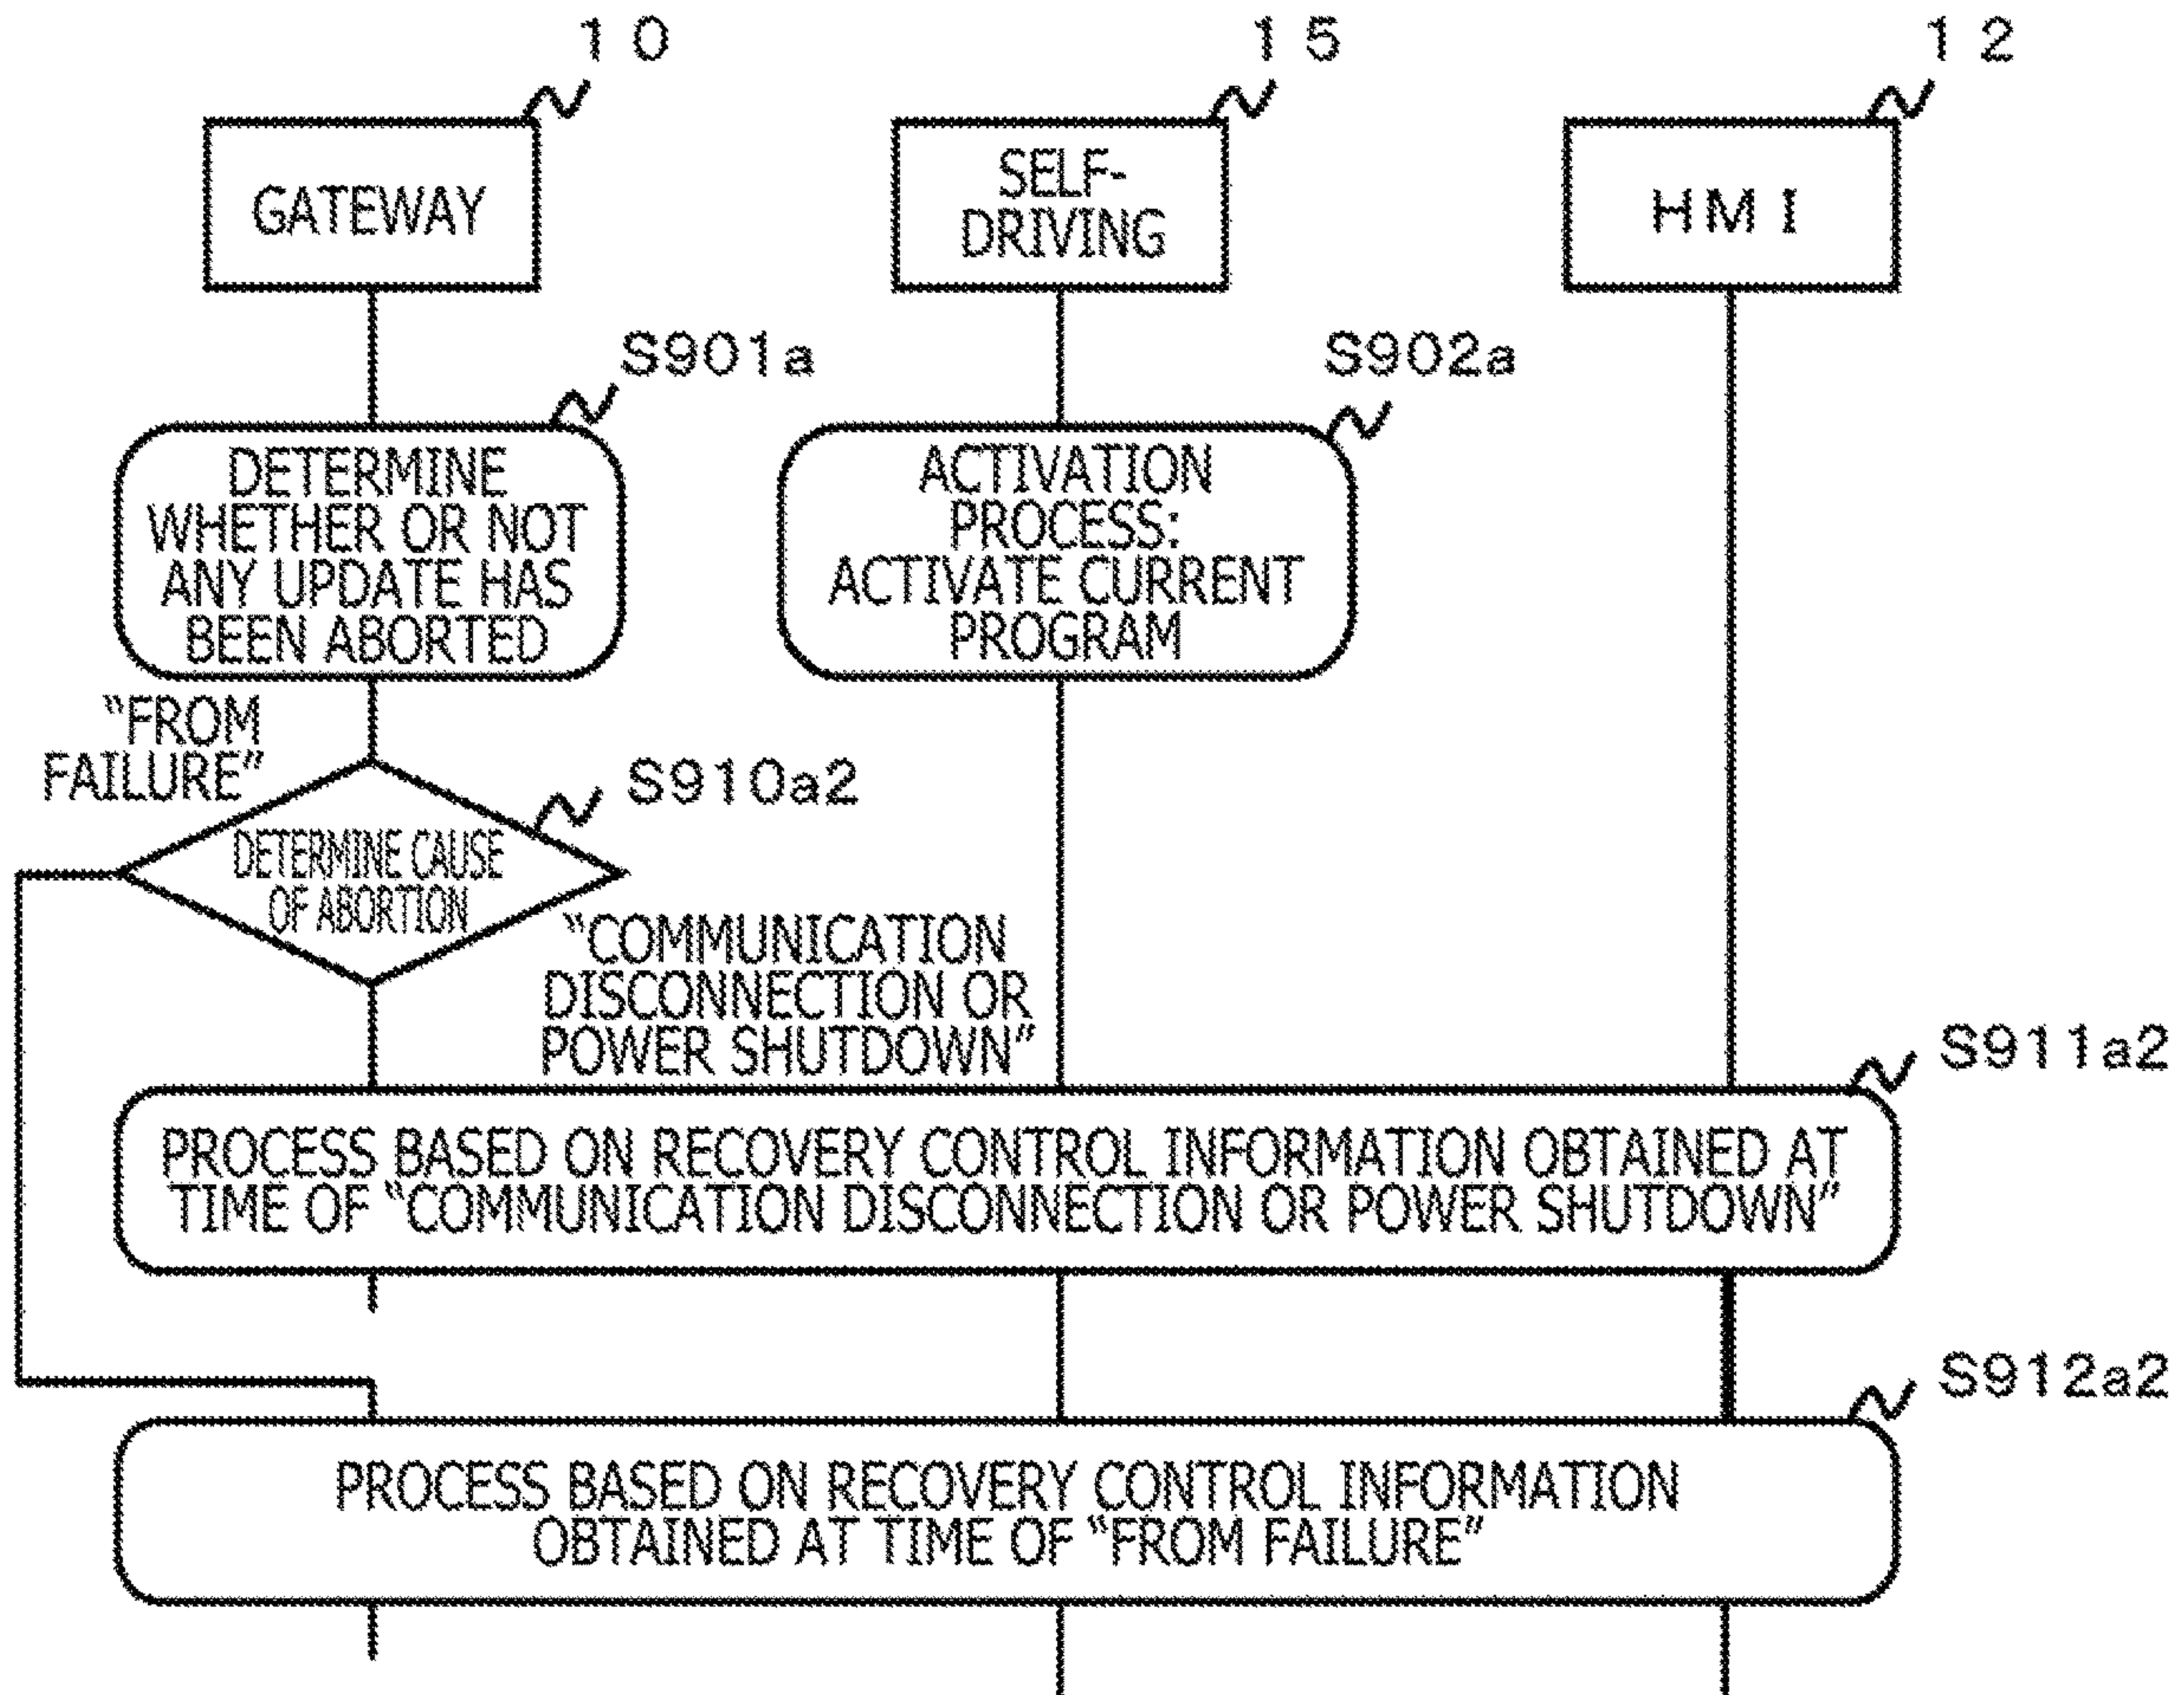 10
15
12
GATEWAY
SELF-
DRIVING
HMI
S901a
S902a
DETERMINE
WHETHER OR NOT
ANY UPDATE HAS
BEEN ABORTED
ACTIVATION
PROCESS:
ACTIVATE CURRENT
PROGRAM
“FROM
FAILURE”
S910a2
DETERMINE CAUSE
OF ABORTION
“COMMUNICATION
DISCONNECTION OR
POWER SHUTDOWN”
S911a2
PROCESS BASED ON RECOVERY CONTROL INFORMATION OBTAINED AT
TIME OF “COMMUNICATION DISCONNECTION OR POWER SHUTDOWN”
S912a2
PROCESS BASED ON RECOVERY CONTROL INFORMATION
OBTAINED AT TIME OF “FROM FAILURE”